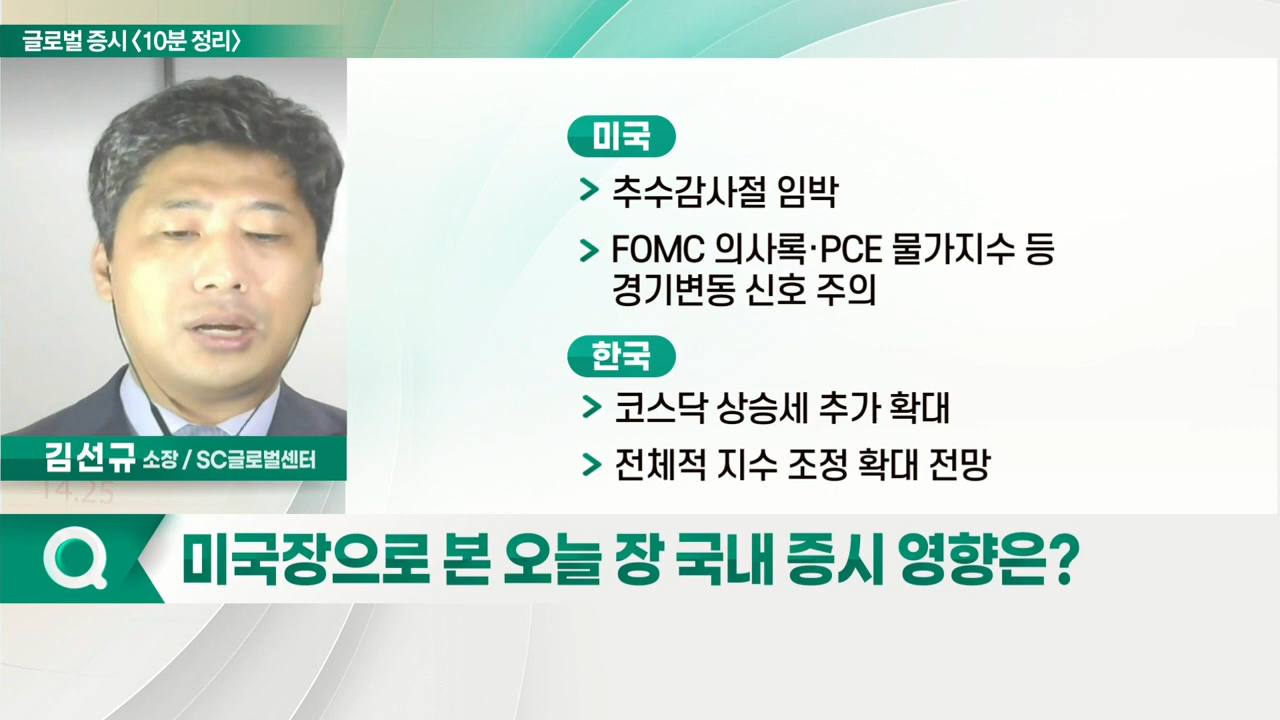 글로벌 증시 <10분 정리>
미국
> 추수감사절 임박
> FOMC 의사록·PCE 물가지수 등
경기변동 신호 주의
한국
> 코스닥 상승세 추가 확대
> 전체적 지수 조정 확대 전망
김선규 소장 / SC글로벌센터
14.25
Q 미국장으로 본 오늘 장 국내 증시 영향은?